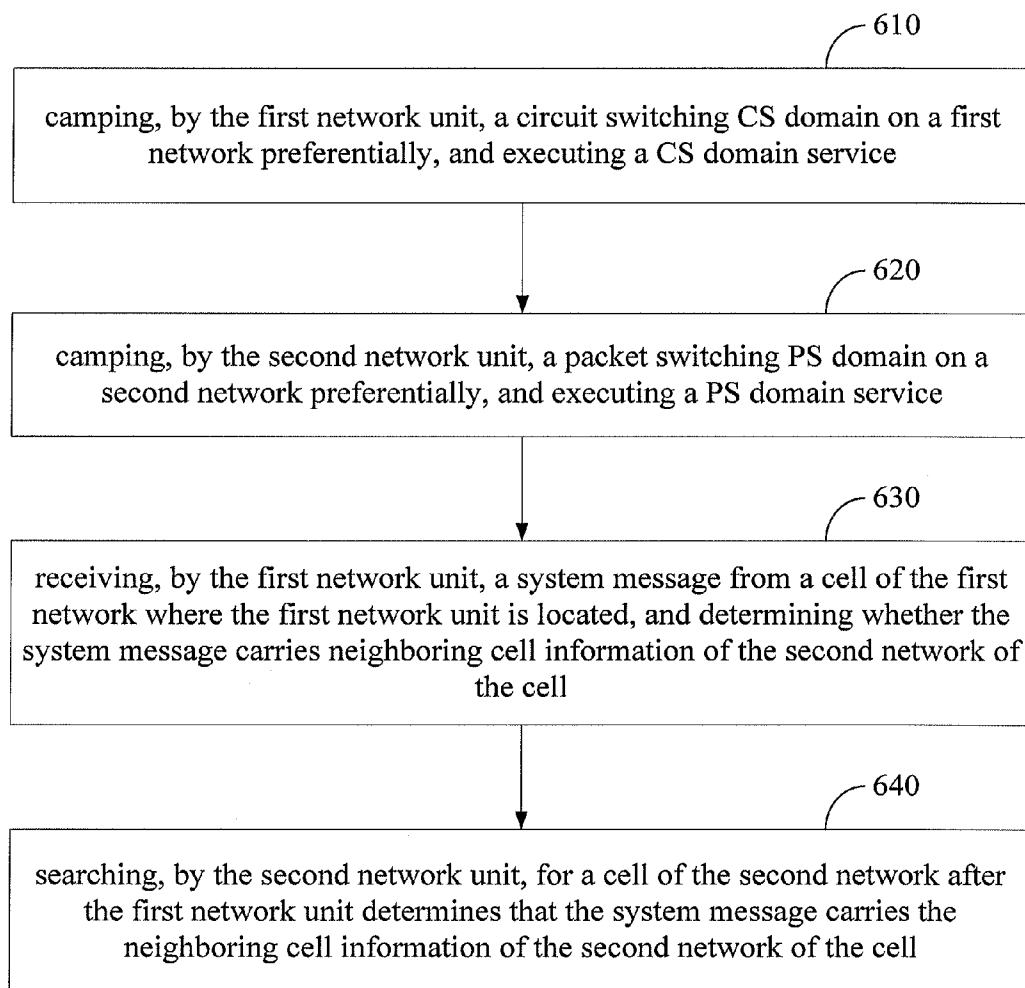 610
camping, by the first network unit, a circuit switching CS domain on a first
network preferentially, and executing a CS domain service
620
camping, by the second network unit, a packet switching PS domain on a
second network preferentially, and executing a PS domain service
630
receiving, by the first network unit, a system message from a cell of the first
network where the first network unit is located, and determining whether the
system message carries neighboring cell information of the second network of
the cell
640
searching, by the second network unit, for a cell of the second network after
the first network unit determines that the system message carries the
neighboring cell information of the second network of the cell